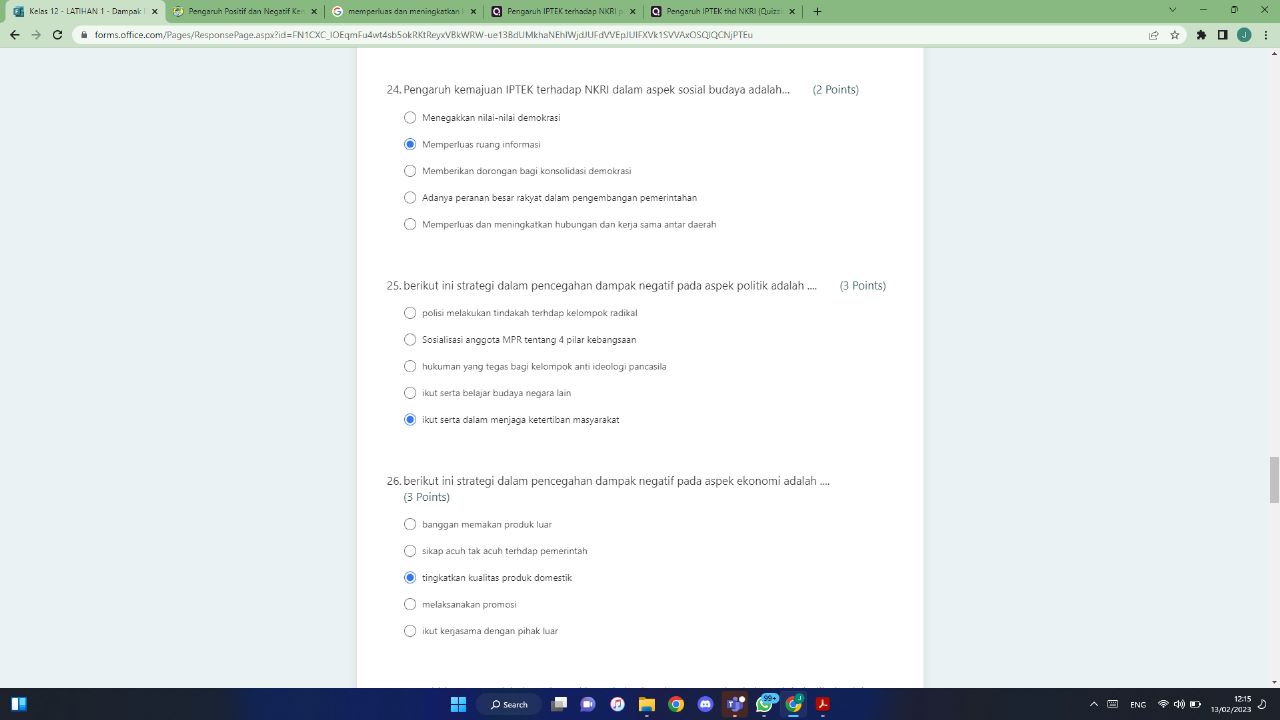 Kelas 12 - LATIHAN 1 - Dampak
Pengaruh Positif dan Negatif Ken
memperluas dan meningkatkan h
Pengaruh IPTEK terhadap NKRI p
Pengaruh IPTEK thd NKRI (Quizz
forms.office.com/Pages/ResponsePage.aspx?id=FN1CXC_IOEqmFu4wt4sb5okRKtReyxVBkWRW-ue13BdUMkhaNEhIWjdJUFdVVEpJUlFXVk1SVVAxOSQlQCNjPTEu
24. Pengaruh kemajuan IPTEK terhadap NKRI dalam aspek sosial budaya adalah... (2 Points)
Menegakkan nilai-nilai demokrasi
Memperluas ruang informasi
Memberikan dorongan bagi konsolidasi demokrasi
Adanya peranan besar rakyat dalam pengembangan pemerintahan
Memperluas dan meningkatkan hubungan dan kerja sama antar daerah
25. berikut ini strategi dalam pencegahan dampak negatif pada aspek politik adalah .... (3 Points)
polisi melakukan tindakah terhdap kelompok radikal
Sosialisasi anggota MPR tentang 4 pilar kebangsaan
hukuman yang tegas bagi kelompok anti ideologi pancasila
ikut serta belajar budaya negara lain
ikut serta dalam menjaga ketertiban masyarakat
26. berikut ini strategi dalam pencegahan dampak negatif pada aspek ekonomi adalah ....
(3 Points)
banggan memakan produk luar
sikap acuh tak acuh terhdap pemerintah
tingkatkan kualitas produk domestik
melaksanakan promosi
ikut kerjasama dengan pihak luar
Search
99+
ENG
12:15
13/02/2023